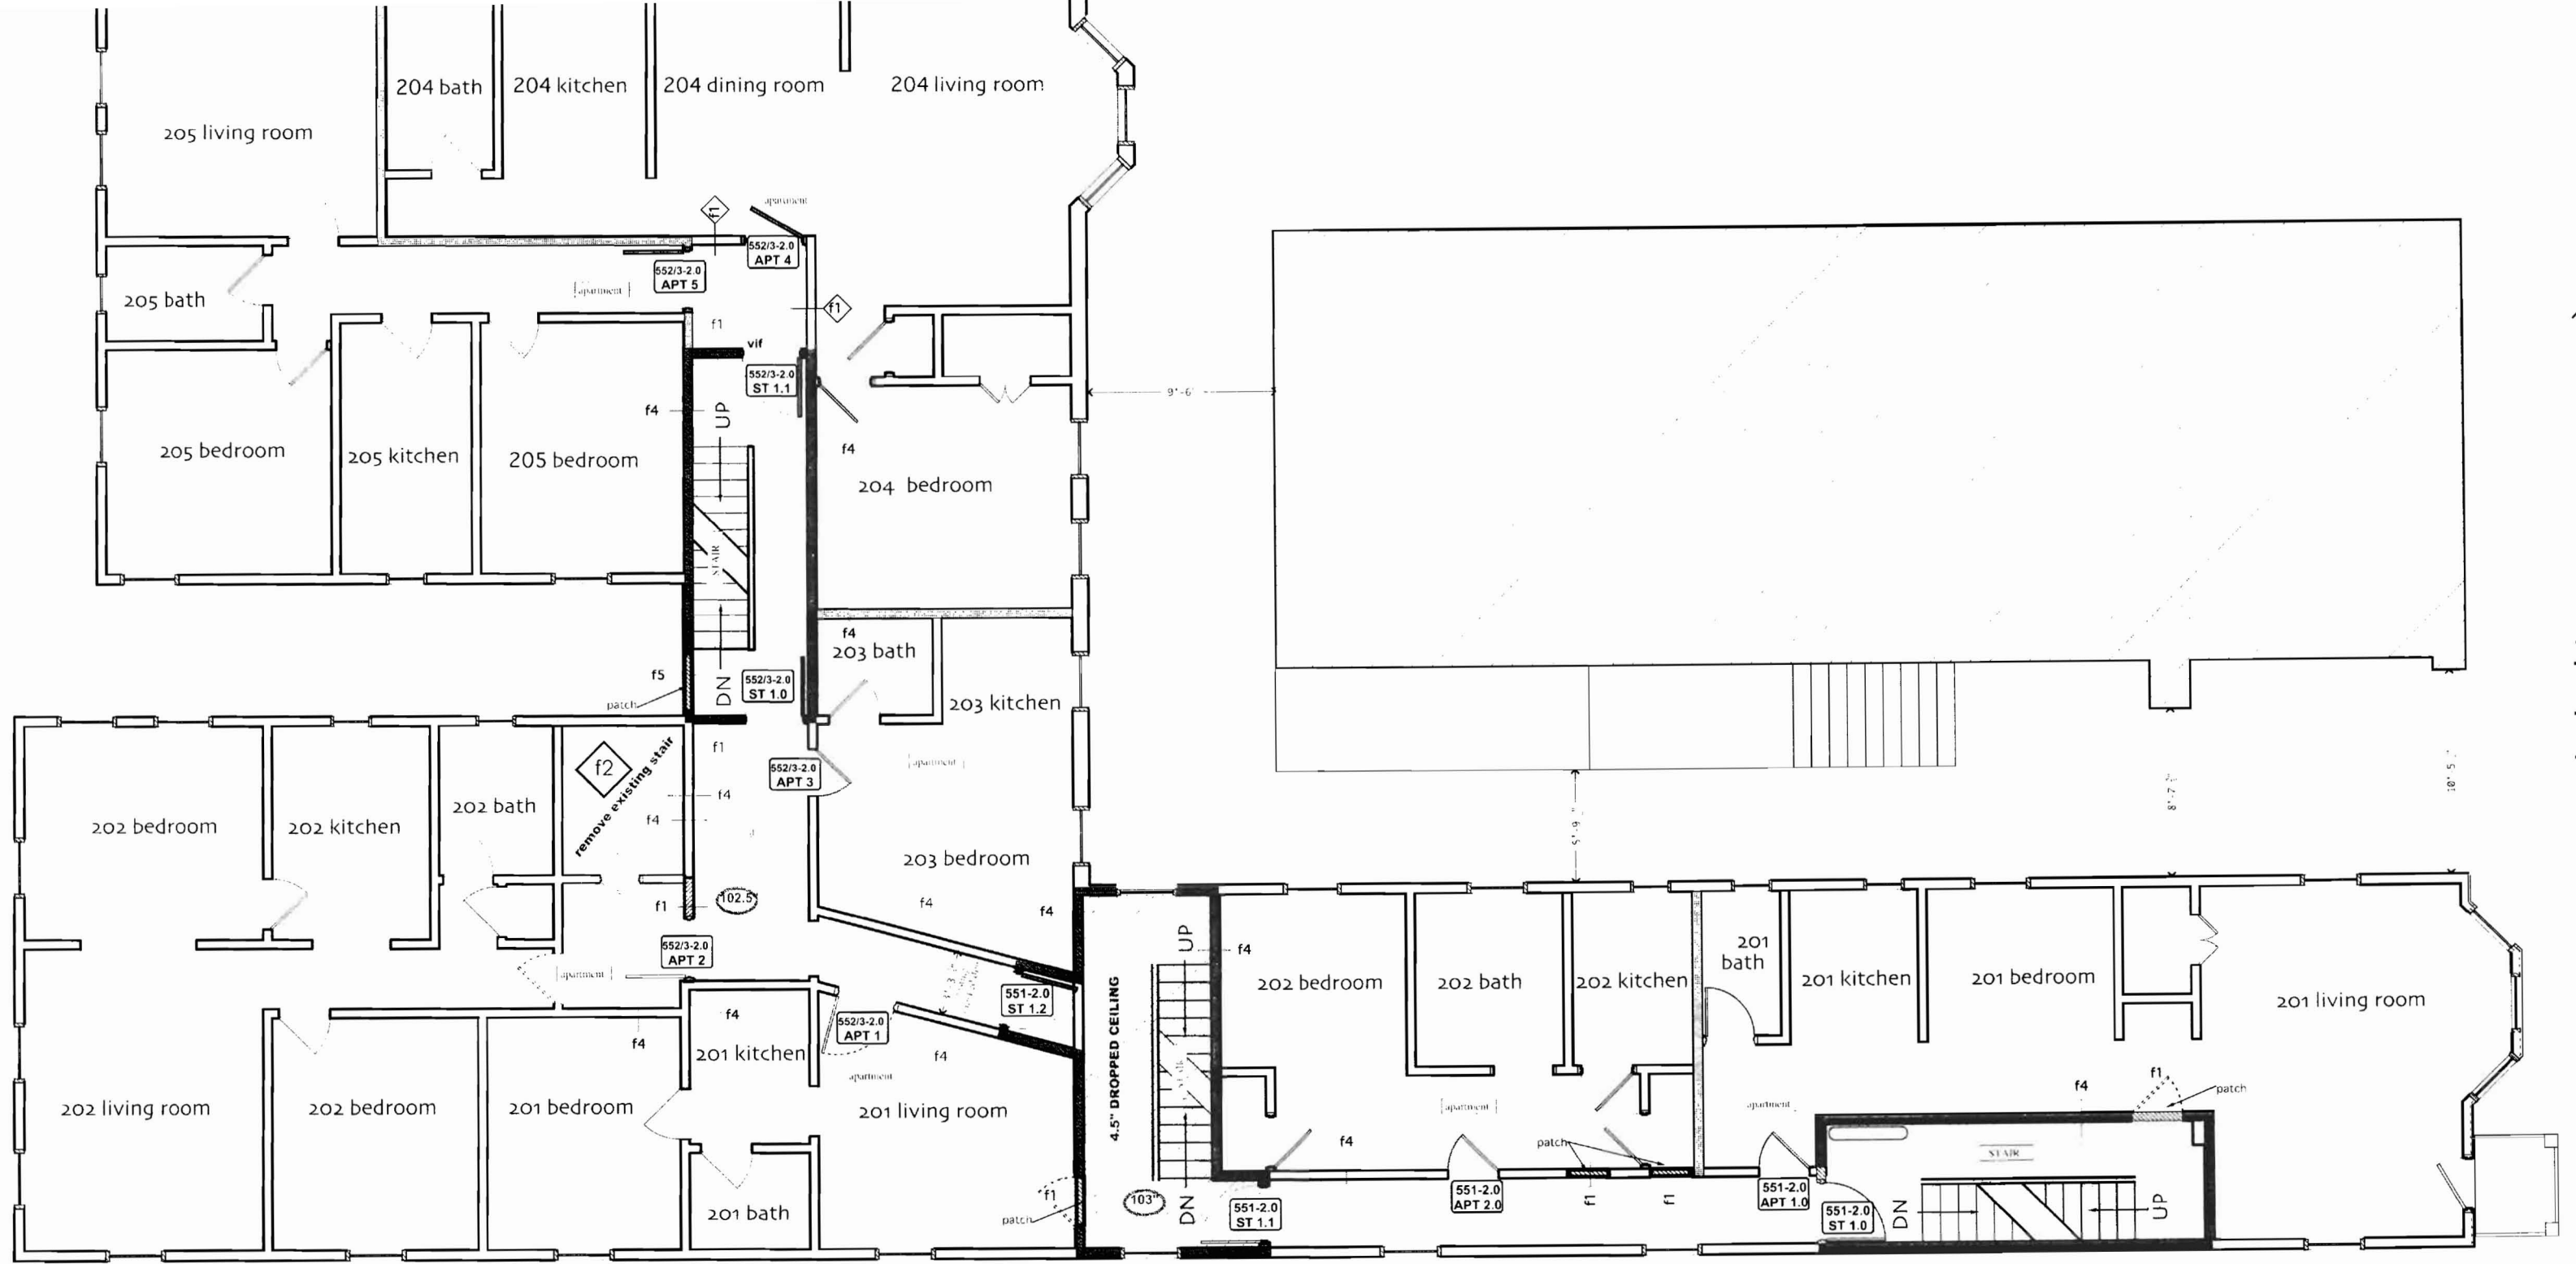 204 bath
204 kitchen
204 dining room
204 living room
205 living room
apartment
f1
552/3-2.0
APT 4
552/3-2.0
APT 5
apartment
205 bath
f1
f1
vif
552/3-2.0
ST 1.1
9'-6"
f4
UP
f4
205 bedroom
205 kitchen
205 bedroom
204 bedroom
STAIR
f4
203 bath
f5
patch
DN
552/3-2.0
ST 1.0
203 kitchen
f1
f2
remove existing stair
552/3-2.0
APT 3
apartment
f4
f4
202 bedroom
202 kitchen
202 bath
203 bedroom
5'-9"
8'-7½"
f1
102.5"
f4
f4
552/3-2.0
APT 2
apartment
551-2.0
ST 1.2
4.5" DROPPED CEILING
UP
f4
202 bedroom
202 bath
202 kitchen
201
bath
201 kitchen
201 bedroom
201 living room
f4
f4
552/3-2.0
APT 1
201 kitchen
f4
apartment
STAIR
202 living room
202 bedroom
201 bedroom
201 living room
apartment
apartment
f4
f1
patch
f4
patch
STAIR
201 bath
f1
patch
103"
DN
551-2.0
ST 1.1
551-2.0
APT 2.0
f1
f1
551-2.0
APT 1.0
551-2.0
ST 1.0
DN
UP